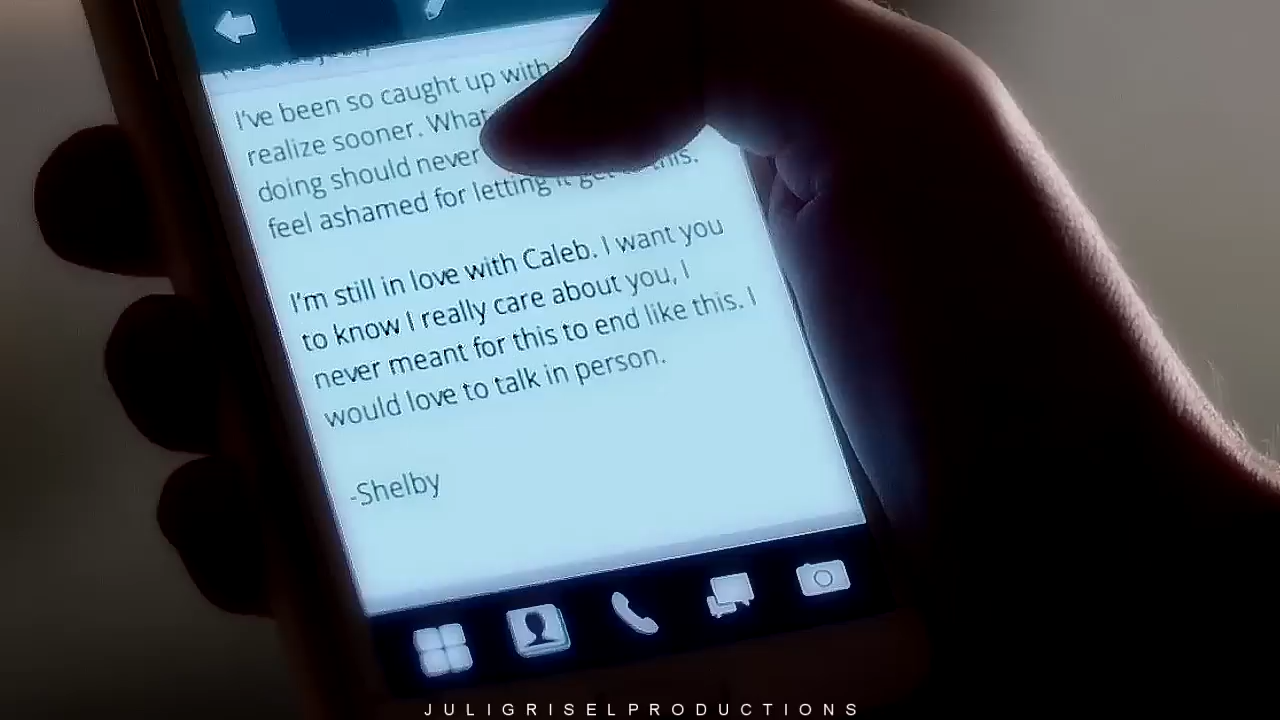 I've been so caught up with
realize sooner. What
doing should never
feel ashamed for letting it get to this.
I'm still in love with Caleb. I want you
to know I really care about you, I
never meant for this to end like this. I
would love to talk in person.
-Shelby
JULIGRISELPRODUCTIONS